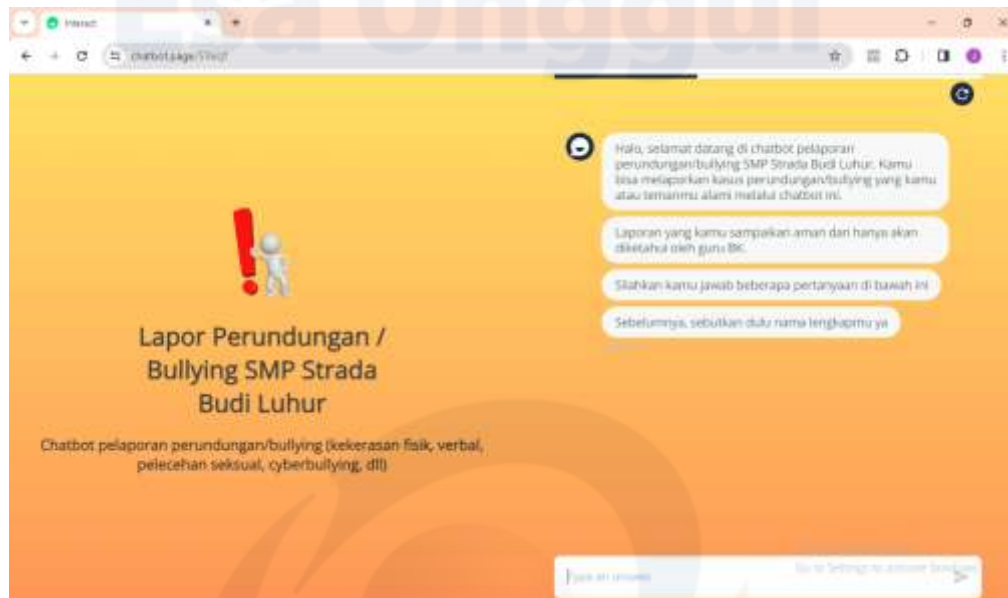 Esa Unggul
Interact
Halo, selamat datang di chatbot pelaporan
perundungan/bullying SMP Strada Budi Luhur. Kamu
bisa melaporkan kasus perundungan/bullying yang kamu
atau temanmu alami melalui chatbot ini.
Laporan yang kamu sampaikan aman dan hanya akan
diketahui oleh guru BK.
Silahkan kamu jawab beberapa pertanyaan di bawah ini
Sebelumnya, sebutkan dulu nama lengkapmu ya
Lapor Perundungan /
Bullying SMP Strada
Budi Luhur
Chatbot pelaporan perundungan/bullying (kekerasan fisik, verbal,
pelecehan seksual, cyberbullying, dll)
Type an answer
Go to Settings to activate Windows.